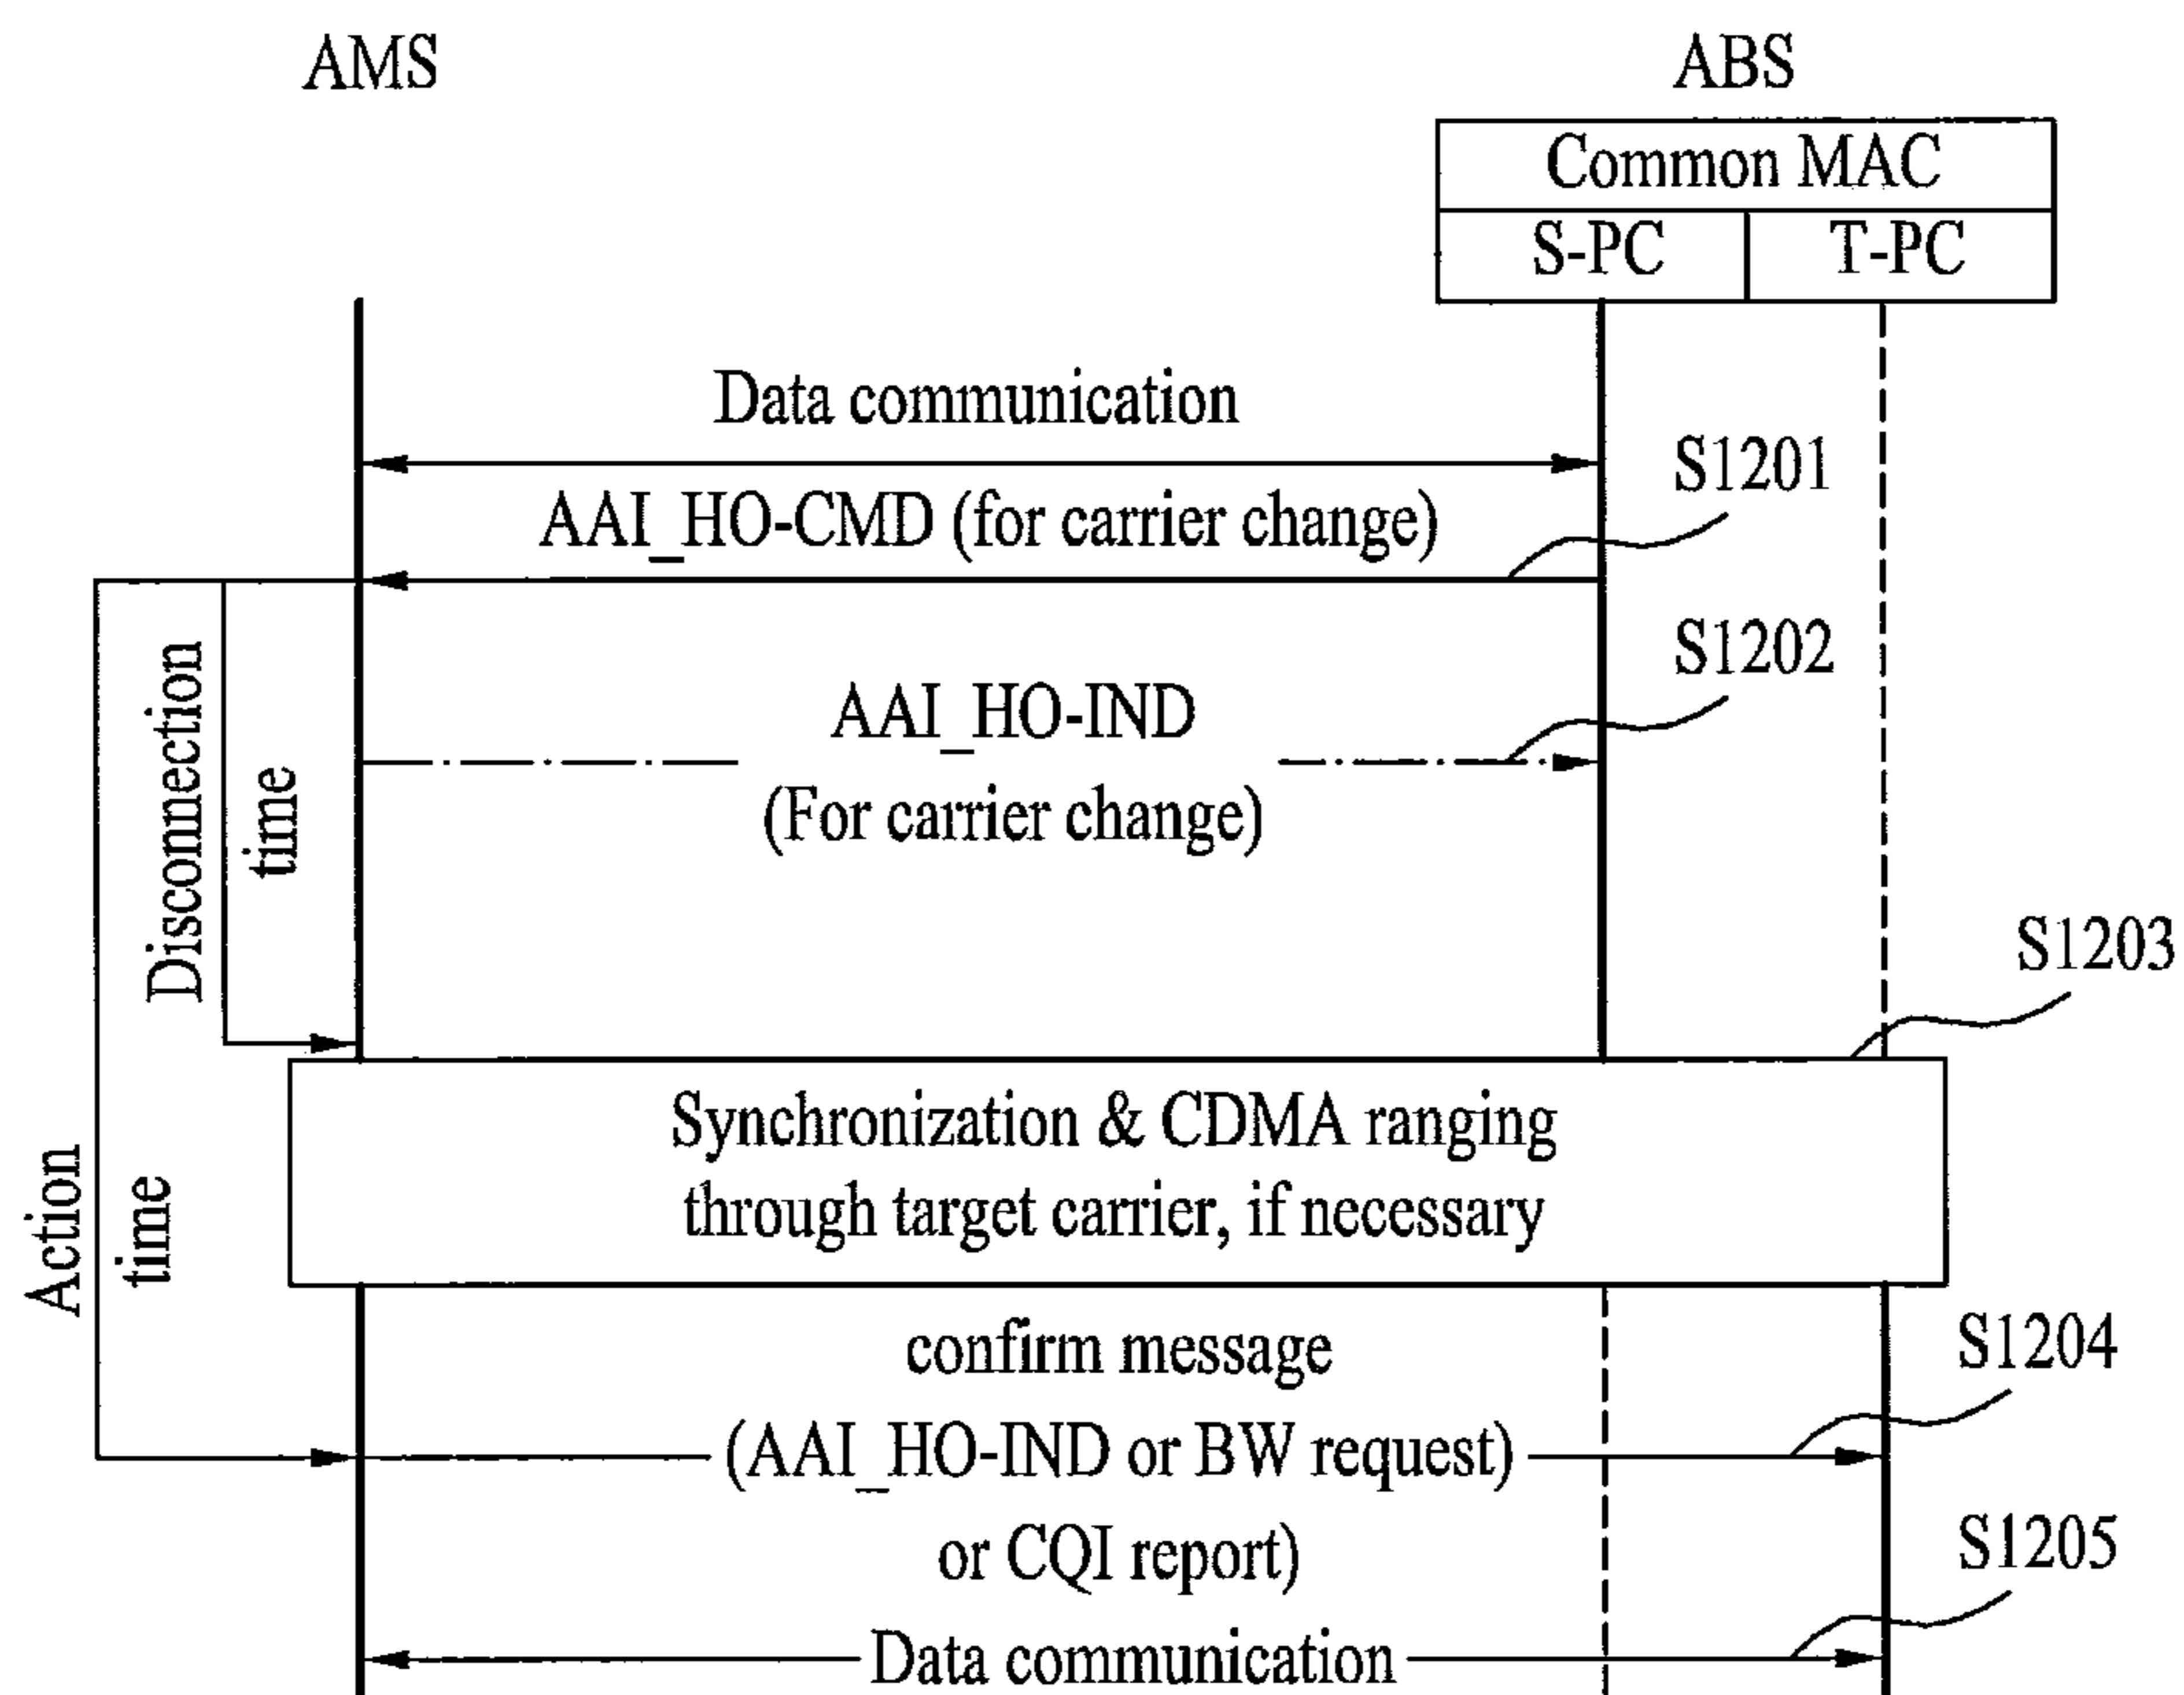 AMS
ABS
Common MAC
S-PC
T-PC
Data communication
S1201
AAI_HO-CMD (for carrier change)
S1202
AAI_HO-IND
(For carrier change)
Disconnection
time
S1203
Synchronization & CDMA ranging
through target carrier, if necessary
Action
time
confirm message
S1204
(AAI_HO-IND or BW request)
or CQI report)
S1205
Data communication